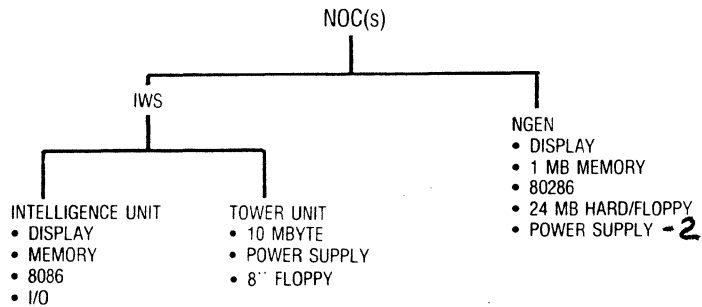 NOC(s)
IWS
INTELLIGENCE UNIT
• DISPLAY
• MEMORY
• 8086
• I/O
TOWER UNIT
• 10 MBYTE
• POWER SUPPLY
• 8¨ FLOPPY
NGEN
• DISPLAY
• 1 MB MEMORY
• 80286
• 24 MB HARD/FLOPPY
• POWER SUPPLY -2